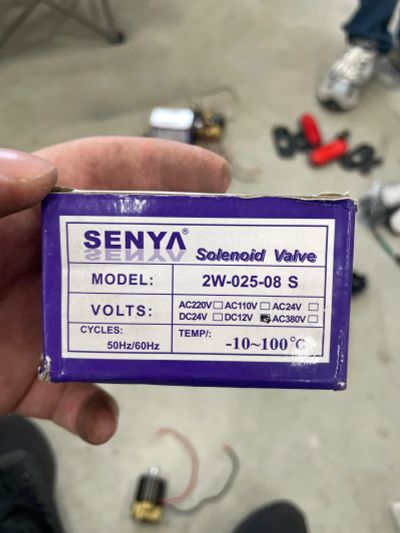 SENYA®
Solenoid Valve
MODEL: 2W-025-08 S
VOLTS: AC220V AC110V AC24V
DC24V DC12V AC380V
CYCLES: 50Hz/60Hz
TEMP/: -10~100°C